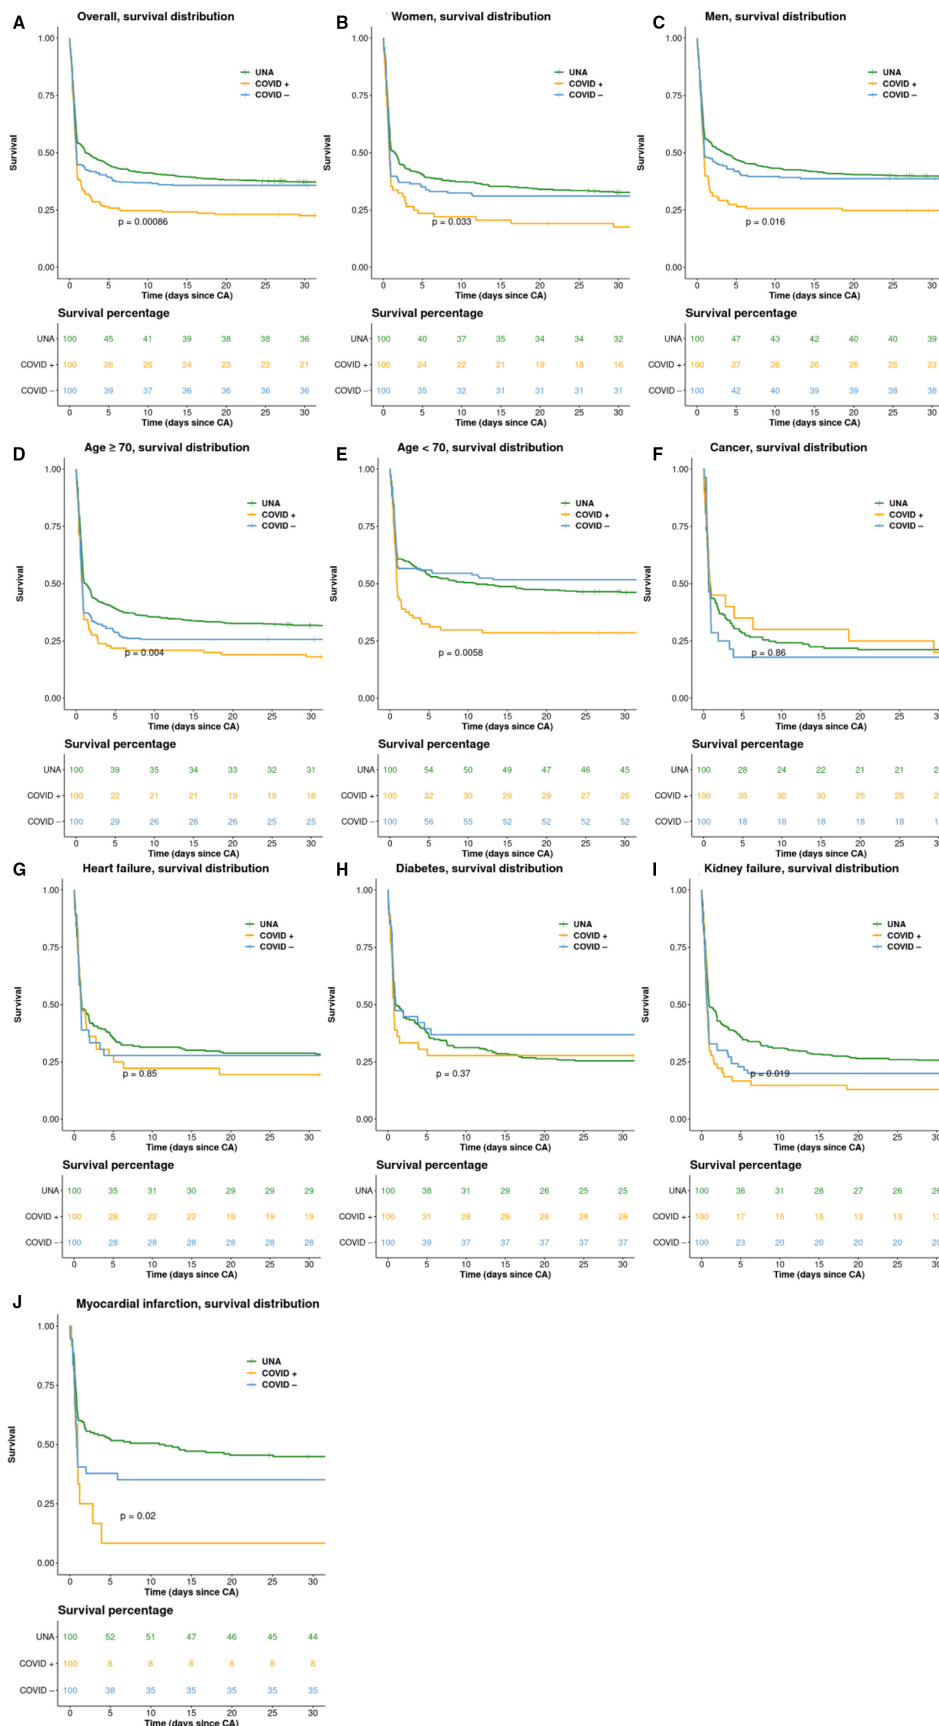 A
Overall, survival distribution
1.00
0.75
0.50
0.25
0.00
Survival
UNA
COVID +
COVID –
p = 0.00086
0 5 10 15 20 25 30
Time (days since CA)
Survival percentage
UNA 100 45 41 39 38 38 36
COVID + 100 26 25 24 23 23 21
COVID – 100 39 37 36 36 36 36
0 5 10 15 20 25 30
Time (days since CA)
B
Women, survival distribution
1.00
0.75
0.50
0.25
0.00
Survival
UNA
COVID +
COVID –
p = 0.033
0 5 10 15 20 25 30
Time (days since CA)
Survival percentage
UNA 100 40 37 35 34 34 32
COVID + 100 24 22 21 19 18 16
COVID – 100 35 32 31 31 31 31
0 5 10 15 20 25 30
Time (days since CA)
C
Men, survival distribution
1.00
0.75
0.50
0.25
0.00
Survival
UNA
COVID +
COVID –
p = 0.016
0 5 10 15 20 25 30
Time (days since CA)
Survival percentage
UNA 100 47 43 42 40 40 39
COVID + 100 27 26 26 25 25 23
COVID – 100 42 40 39 39 38 38
0 5 10 15 20 25 30
Time (days since CA)
D
Age ≥ 70, survival distribution
1.00
0.75
0.50
0.25
0.00
Survival
UNA
COVID +
COVID –
p = 0.004
0 5 10 15 20 25 30
Time (days since CA)
Survival percentage
UNA 100 39 35 34 33 32 31
COVID + 100 22 21 21 19 19 18
COVID – 100 29 26 26 26 25 25
0 5 10 15 20 25 30
Time (days since CA)
E
Age < 70, survival distribution
1.00
0.75
0.50
0.25
0.00
Survival
UNA
COVID +
COVID –
p = 0.0058
0 5 10 15 20 25 30
Time (days since CA)
Survival percentage
UNA 100 54 50 49 47 46 45
COVID + 100 32 30 29 29 27 25
COVID – 100 56 55 52 52 52 52
0 5 10 15 20 25 30
Time (days since CA)
F
Cancer, survival distribution
1.00
0.75
0.50
0.25
0.00
Survival
UNA
COVID +
COVID –
p = 0.86
0 5 10 15 20 25 30
Time (days since CA)
Survival percentage
UNA 100 28 24 22 21 21
COVID + 100 35 30 30 25 25
COVID – 100 18 18 18 18 18
0 5 10 15 20 25 30
Time (days since CA)
G
Heart failure, survival distribution
1.00
0.75
0.50
0.25
0.00
Survival
UNA
COVID +
COVID –
p = 0.85
0 5 10 15 20 25 30
Time (days since CA)
Survival percentage
UNA 100 35 31 30 29 29 29
COVID + 100 28 22 22 19 19 19
COVID – 100 28 28 28 28 28 28
0 5 10 15 20 25 30
Time (days since CA)
H
Diabetes, survival distribution
1.00
0.75
0.50
0.25
0.00
Survival
UNA
COVID +
COVID –
p = 0.37
0 5 10 15 20 25 30
Time (days since CA)
Survival percentage
UNA 100 38 31 29 26 25 25
COVID + 100 31 28 28 28 28 28
COVID – 100 39 37 37 37 37 37
0 5 10 15 20 25 30
Time (days since CA)
I
Kidney failure, survival distribution
1.00
0.75
0.50
0.25
0.00
Survival
UNA
COVID +
COVID –
p = 0.019
0 5 10 15 20 25 30
Time (days since CA)
Survival percentage
UNA 100 36 31 28 27 26 26
COVID + 100 17 15 15 13 13 13
COVID – 100 23 20 20 20 20 20
0 5 10 15 20 25 30
Time (days since CA)
J
Myocardial infarction, survival distribution
1.00
0.75
0.50
0.25
0.00
Survival
UNA
COVID +
COVID –
p = 0.02
0 5 10 15 20 25 30
Time (days since CA)
Survival percentage
UNA 100 52 51 47 46 45 44
COVID + 100 8 8 8 8 8 8
COVID – 100 38 35 35 35 35 35
0 5 10 15 20 25 30
Time (days since CA)